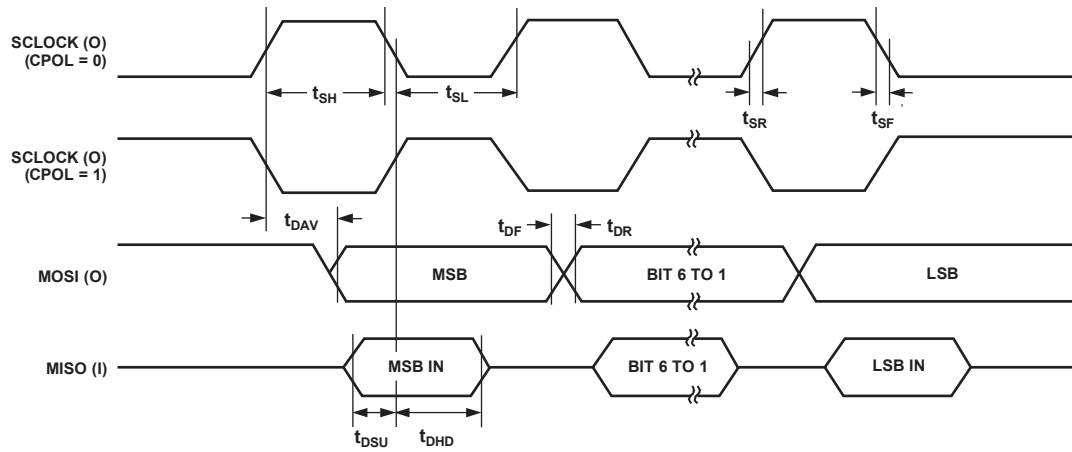 SCLOCK (O)
(CPOL = 0)
tSH
tSL
tSR
tSF
SCLOCK (O)
(CPOL = 1)
tDAV
tDF
tDR
MOSI (O)
MSB
BIT 6 TO 1
LSB
MISO (I)
MSB IN
BIT 6 TO 1
LSB IN
tDSU
tDHD